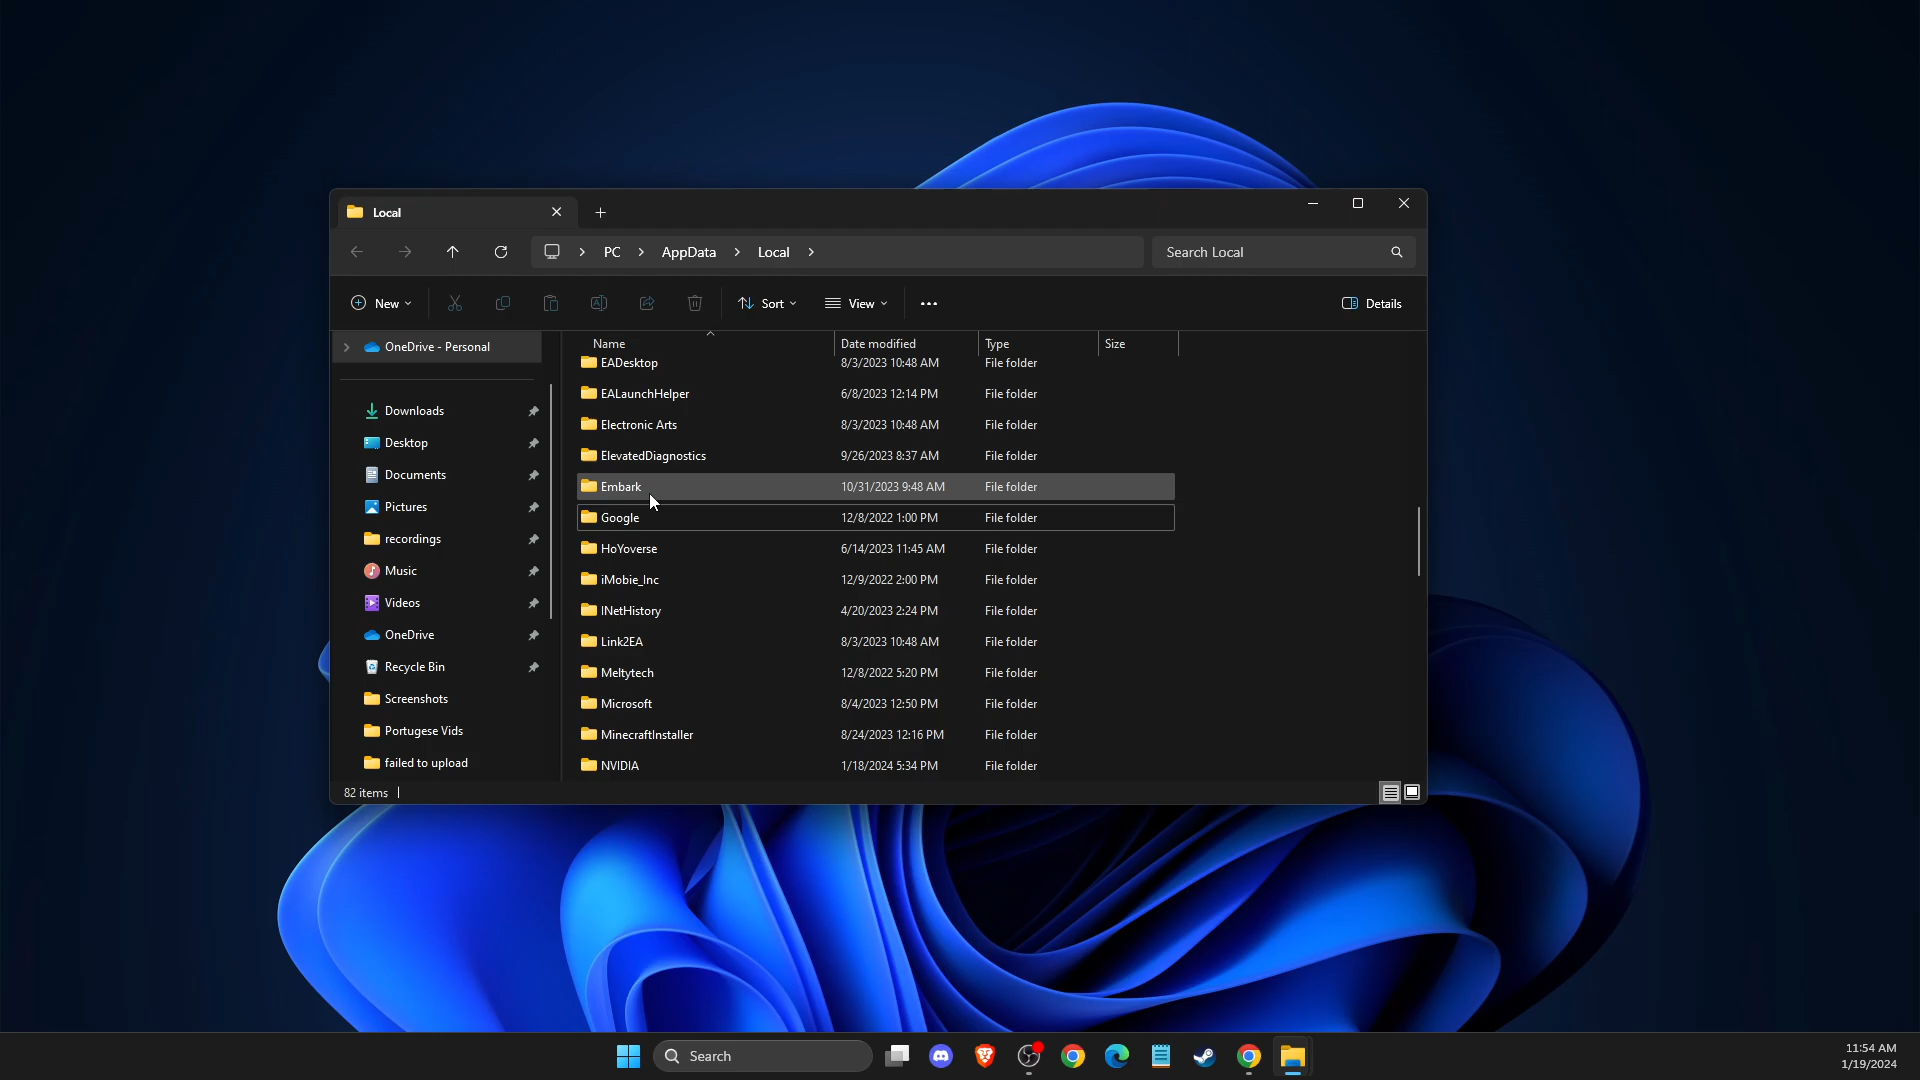 Local
PC AppData Local
Search Local
New Sort View Details
OneDrive - Personal
Downloads
Desktop
Documents
Pictures
recordings
Music
Videos
OneDrive
Recycle Bin
Screenshots
Portugese Vids
failed to upload
Name Date modified Type Size
EADesktop 8/3/2023 10:48 AM File folder
EALaunchHelper 6/8/2023 12:14 PM File folder
Electronic Arts 8/3/2023 10:48 AM File folder
ElevatedDiagnostics 9/26/2023 8:37 AM File folder
Embark 10/31/2023 9:48 AM File folder
Google 12/8/2022 1:00 PM File folder
HoYoverse 6/14/2023 11:45 AM File folder
iMobie_Inc 12/9/2022 2:00 PM File folder
INetHistory 4/20/2023 2:24 PM File folder
Link2EA 8/3/2023 10:48 AM File folder
Meltytech 12/8/2022 5:20 PM File folder
Microsoft 8/4/2023 12:50 PM File folder
MinecraftInstaller 8/24/2023 12:16 PM File folder
NVIDIA 1/18/2024 5:34 PM File folder
82 items
Search
11:54 AM
1/19/2024